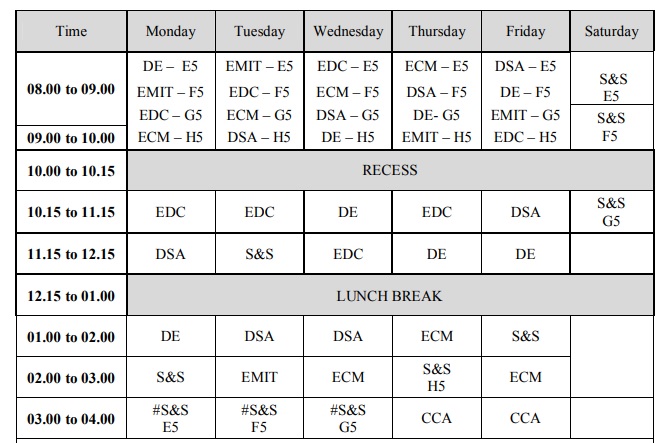 Time Monday Tuesday Wednesday Thursday Friday Saturday
08.00 to 09.00
09.00 to 10.00
DE – E5 EMIT – E5 EDC – E5 ECM – E5 DSA – E5
EMIT – F5 EDC – F5 ECM – F5 DSA – F5 DE – F5
EDC – G5 ECM – G5 DSA – G5 DE- G5 EMIT – G5
ECM – H5 DSA – H5 DE – H5 EMIT – H5 EDC – H5
S&S
E5
S&S
F5
10.00 to 10.15 RECESS
10.15 to 11.15 EDC EDC DE EDC DSA S&S
G5
11.15 to 12.15 DSA S&S EDC DE DE
12.15 to 01.00 LUNCH BREAK
01.00 to 02.00 DE DSA DSA ECM S&S
02.00 to 03.00 S&S EMIT ECM S&S ECM
H5
03.00 to 04.00 #S&S #S&S #S&S CCA CCA
E5 F5 G5